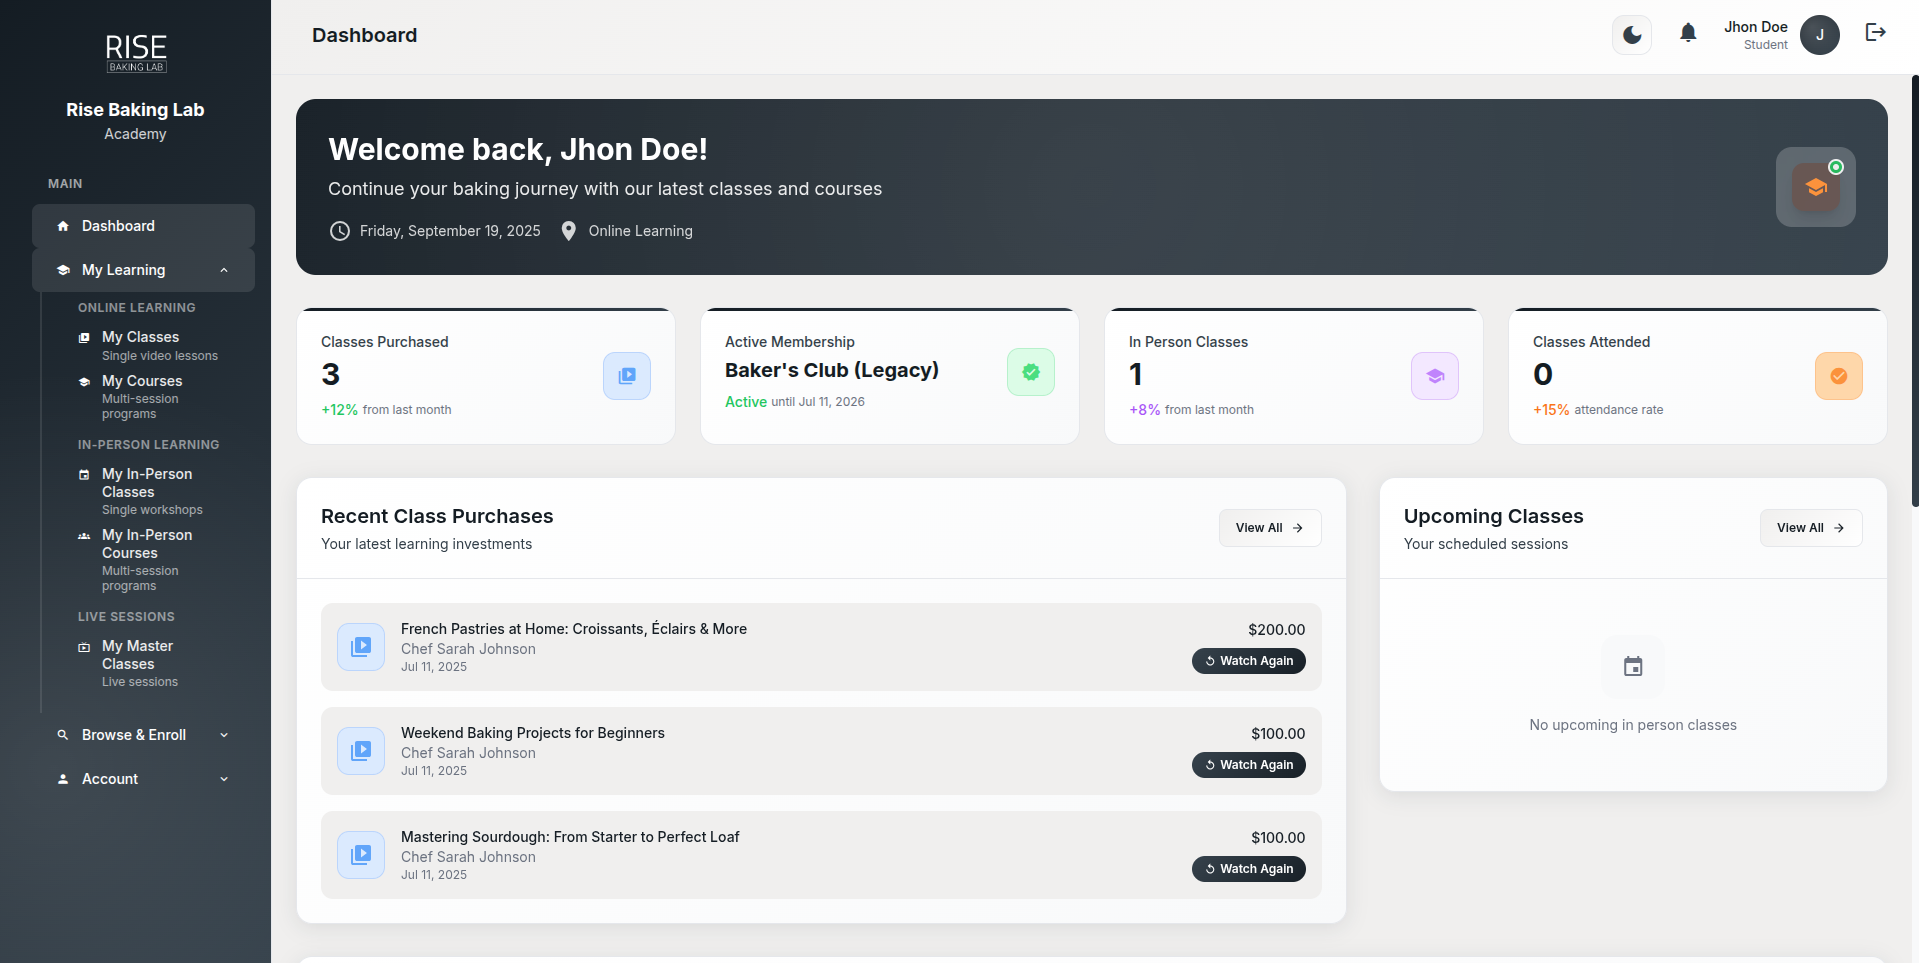 RISE
BAKING LAB
Rise Baking Lab
Academy
MAIN
Dashboard
My Learning
ONLINE LEARNING
My Classes
Single video lessons
My Courses
Multi-session
programs
IN-PERSON LEARNING
My In-Person
Classes
Single workshops
My In-Person
Courses
Multi-session
programs
LIVE SESSIONS
My Master
Classes
Live sessions
Browse & Enroll
Account
Dashboard
Jhon Doe
Student
J
Welcome back, Jhon Doe!
Continue your baking journey with our latest classes and courses
Friday, September 19, 2025 Online Learning
Classes Purchased
3
+12% from last month
Active Membership
Baker's Club (Legacy)
Active until Jul 11, 2026
In Person Classes
1
+8% from last month
Classes Attended
0
+15% attendance rate
Recent Class Purchases
Your latest learning investments
View All
French Pastries at Home: Croissants, Éclairs & More
Chef Sarah Johnson
Jul 11, 2025
$200.00
Watch Again
Weekend Baking Projects for Beginners
Chef Sarah Johnson
Jul 11, 2025
$100.00
Watch Again
Mastering Sourdough: From Starter to Perfect Loaf
Chef Sarah Johnson
Jul 11, 2025
$100.00
Watch Again
Upcoming Classes
Your scheduled sessions
View All
No upcoming in person classes